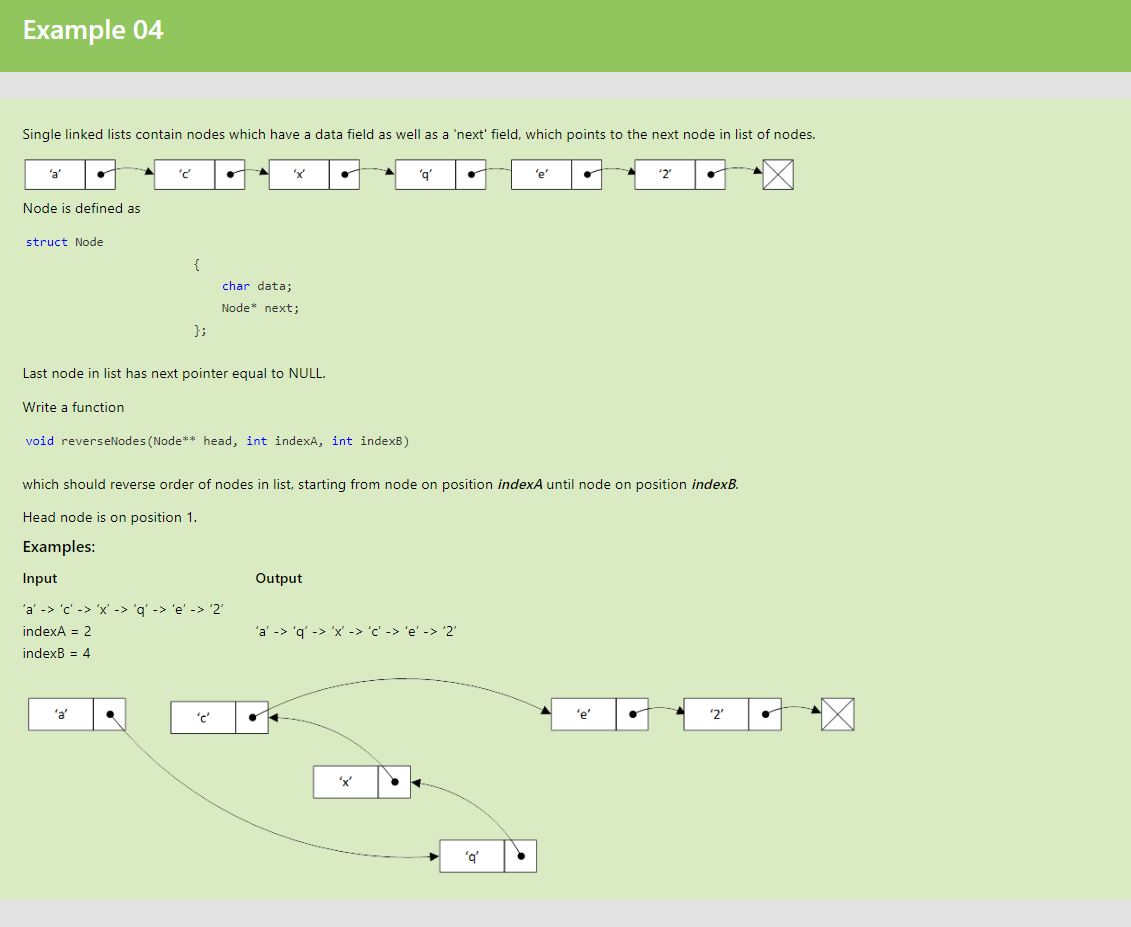 Example 04
Single linked lists contain nodes which have a data field as well as a 'next' field, which points to the next node in list of nodes.
'a' 'c' 'x' 'q' 'e' '2'
Node is defined as
struct Node
{
char data;
Node* next;
};
Last node in list has next pointer equal to NULL.
Write a function
void reverseNodes(Node** head, int indexA, int indexB)
which should reverse order of nodes in list, starting from node on position indexA until node on position indexB.
Head node is on position 1.
Examples:
Input Output
'a' -> 'c' -> 'x' -> 'q' -> 'e' -> '2'
indexA = 2 'a' -> 'q' -> 'x' -> 'c' -> 'e' -> '2'
indexB = 4
'a' 'c' 'e' '2'
'x'
'q'